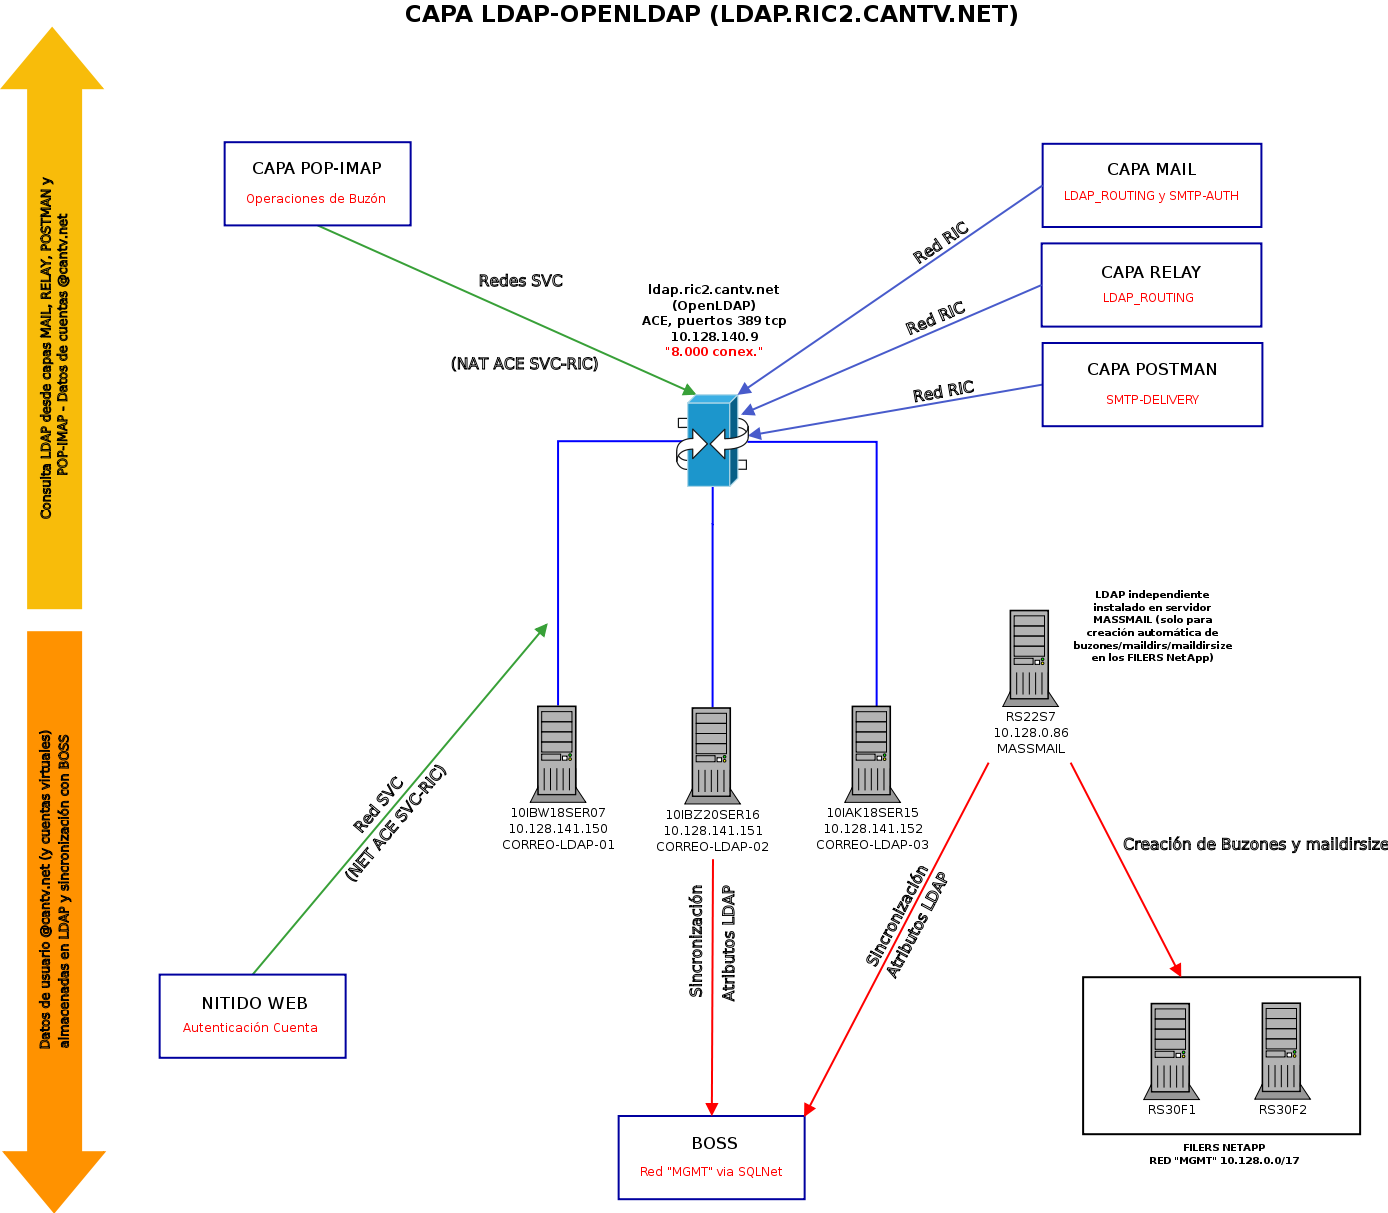 CAPA LDAP-OPENLDAP (LDAP.RIC2.CANTV.NET)
Consulta LDAP desde capas MAIL, RELAY, POSTMAN y
POP-IMAP - Datos de cuentas @cantv.net
CAPA POP-IMAP
Operaciones de Buzón
CAPA MAIL
LDAP_ROUTING y SMTP-AUTH
CAPA RELAY
LDAP_ROUTING
CAPA POSTMAN
SMTP-DELIVERY
Redes SVC
(NAT ACE SVC-RIC)
Red RIC
Red RIC
Red RIC
ldap.ric2.cantv.net
(OpenLDAP)
ACE, puertos 389 tcp
10.128.140.9
"8.000 conex."
LDAP independiente
instalado en servidor
MASSMAIL (solo para
creación automática de
buzones/maildirs/maildirsize
en los FILERS NetApp)
RS22S7
10.128.0.86
MASSMAIL
Datos de usuario @cantv.net (y cuentas virtuales)
almacenadas en LDAP y sincronización con BOSS
Red SVC
(NET ACE SVC-RIC)
10IBW18SER07
10.128.141.150
CORREO-LDAP-01
10IBZ20SER16
10.128.141.151
CORREO-LDAP-02
10IAK18SER15
10.128.141.152
CORREO-LDAP-03
Creación de Buzones y maildirsize
Sincronización
Atributos LDAP
Sincronización
Atributos LDAP
NITIDO WEB
Autenticación Cuenta
BOSS
Red "MGMT" via SQLNet
RS30F1
RS30F2
FILERS NETAPP
RED "MGMT" 10.128.0.0/17